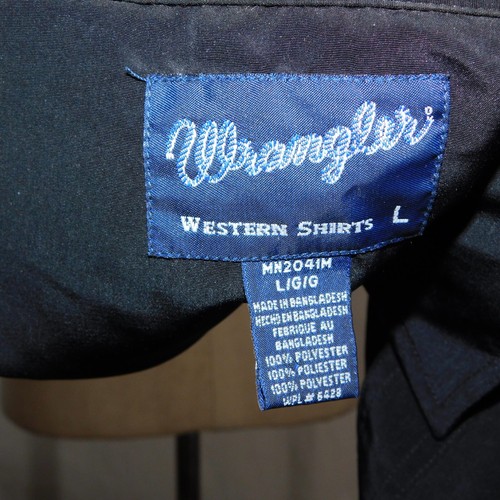 Wrangler®
WESTERN SHIRTS L
MN2041M
L/G/G
MADE IN BANGLADESH
HECHO EN BANGLADESH
FEBRIQUE AU
BANGLADESH
100% POLYESTER
100% POLIESTER
100% POLYESTER
WPL # 6428